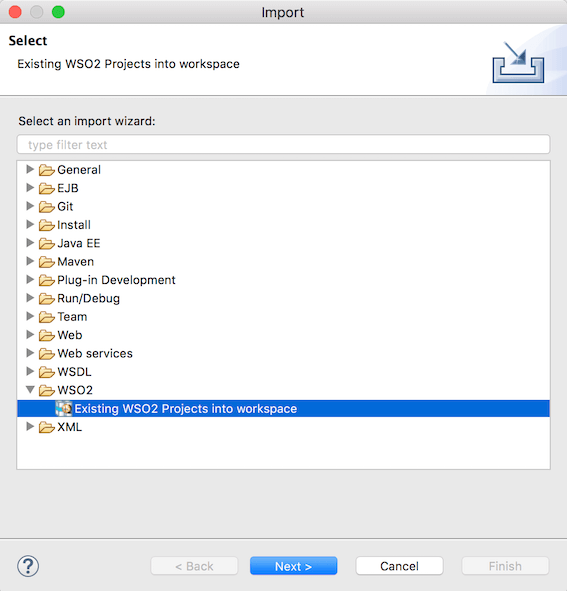 Import
Select
Existing WSO2 Projects into workspace
Select an import wizard:
type filter text
General
EJB
Git
Install
Java EE
Maven
Plug-in Development
Run/Debug
Team
Web
Web services
WSDL
WSO2
Existing WSO2 Projects into workspace
XML
? < Back Next > Cancel Finish